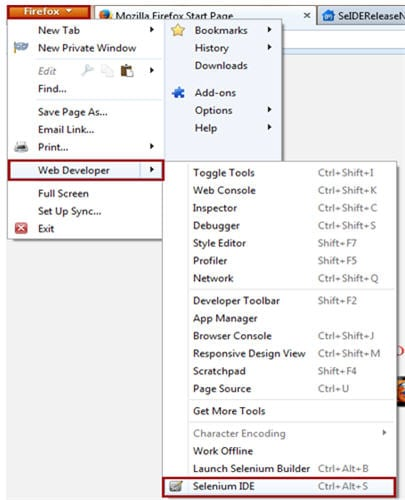 Firefox
Mozilla Firefox Start Page
SeIDEReleaseN
New Tab
New Private Window
Edit
Find...
Save Page As...
Email Link...
Print...
Web Developer
Full Screen
Set Up Sync...
Exit
Bookmarks
History
Downloads
Add-ons
Options
Help
Toggle Tools Ctrl+Shift+I
Web Console Ctrl+Shift+K
Inspector Ctrl+Shift+C
Debugger Ctrl+Shift+S
Style Editor Shift+F7
Profiler Shift+F5
Network Ctrl+Shift+Q
Developer Toolbar Shift+F2
App Manager
Browser Console Ctrl+Shift+J
Responsive Design View Ctrl+Shift+M
Scratchpad Shift+F4
Page Source Ctrl+U
Get More Tools
Character Encoding
Work Offline
Launch Selenium Builder Ctrl+Alt+B
Selenium IDE Ctrl+Alt+S